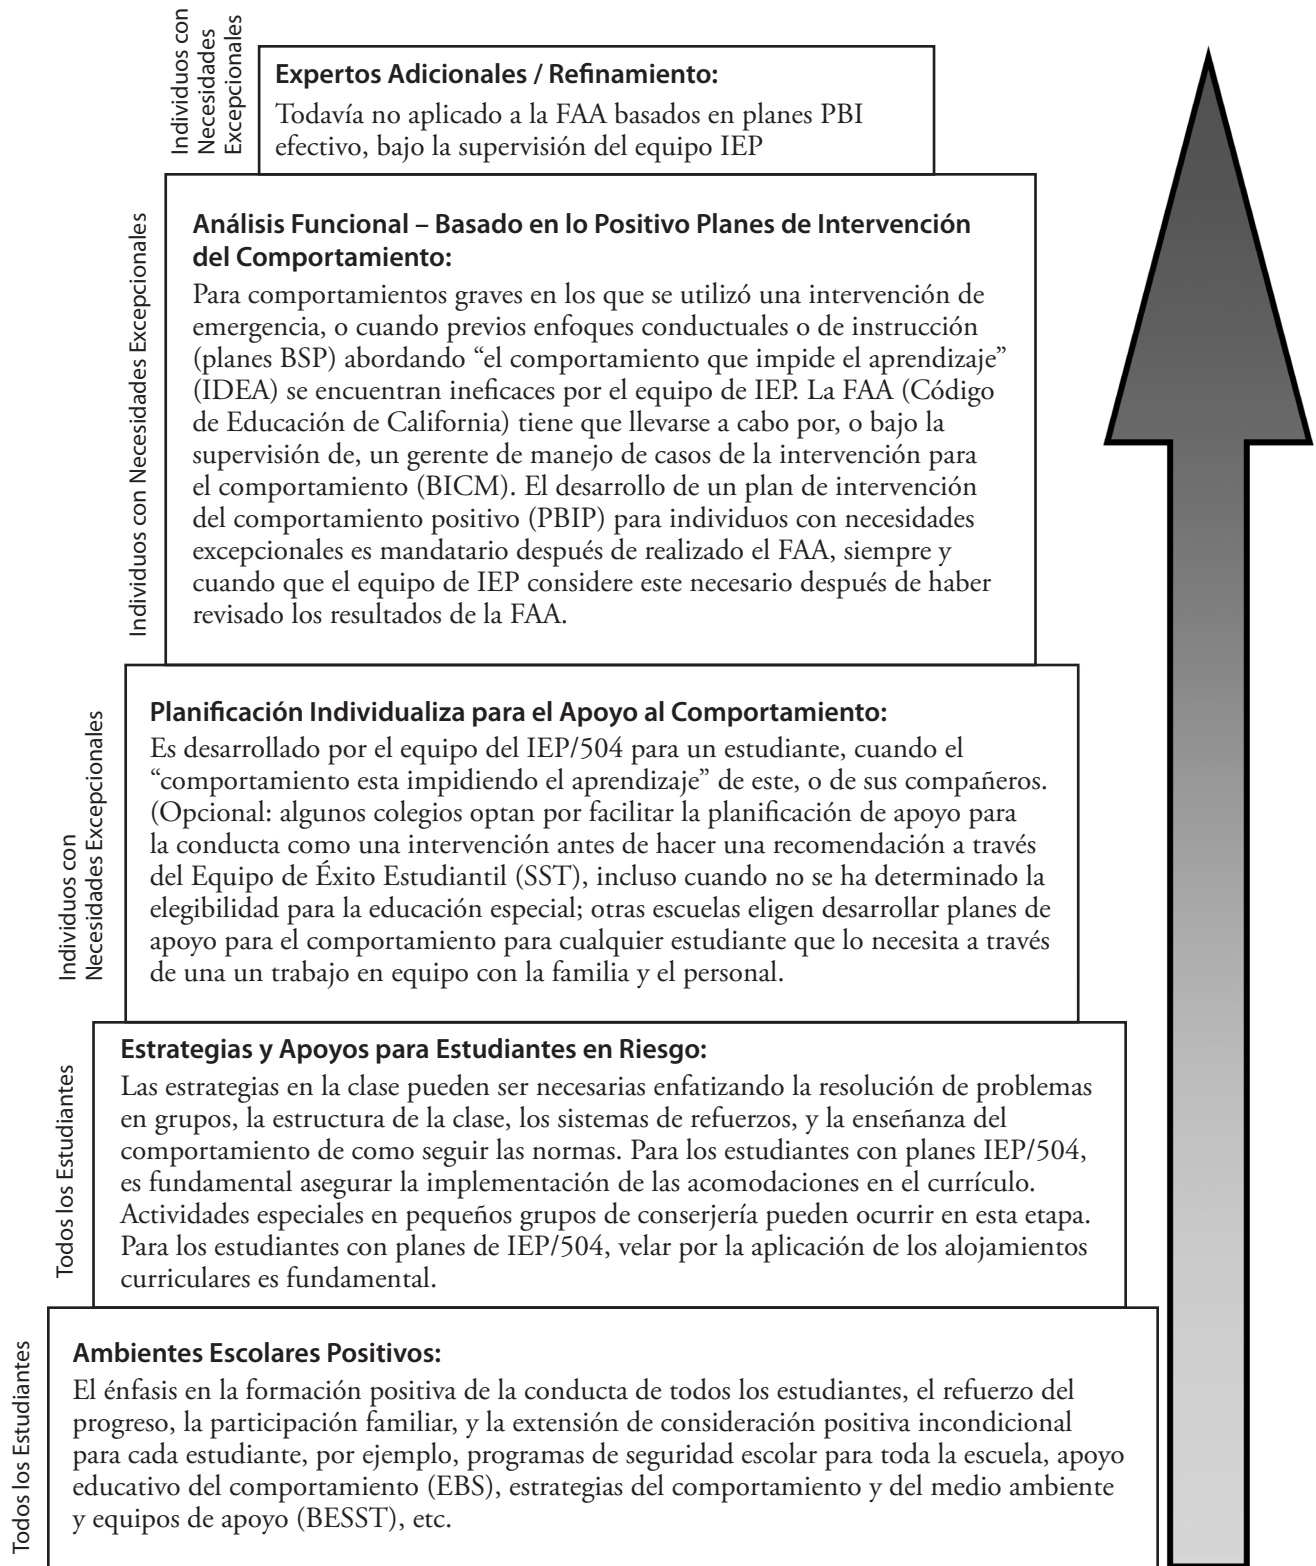 Individuos con
Necesidades
Excepcionales
Expertos Adicionales / Refinamiento:
Todavía no aplicado a la FAA basados en planes PBI
efectivo, bajo la supervisión del equipo IEP
Individuos con Necesidades Excepcionales
Análisis Funcional – Basado en lo Positivo Planes de Intervención
del Comportamiento:
Para comportamientos graves en los que se utilizó una intervención de
emergencia, o cuando previos enfoques conductuales o de instrucción
(planes BSP) abordando “el comportamiento que impide el aprendizaje”
(IDEA) se encuentran ineficaces por el equipo de IEP. La FAA (Código
de Educación de California) tiene que llevarse a cabo por, o bajo la
supervisión de, un gerente de manejo de casos de la intervención para
el comportamiento (BICM). El desarrollo de un plan de intervención
del comportamiento positivo (PBIP) para individuos con necesidades
excepcionales es mandatario después de realizado el FAA, siempre y
cuando que el equipo de IEP considere este necesario después de haber
revisado los resultados de la FAA.
Individuos con
Necesidades Excepcionales
Planificación Individualiza para el Apoyo al Comportamiento:
Es desarrollado por el equipo del IEP/504 para un estudiante, cuando el
“comportamiento esta impidiendo el aprendizaje” de este, o de sus compañeros.
(Opcional: algunos colegios optan por facilitar la planificación de apoyo para
la conducta como una intervención antes de hacer una recomendación a través
del Equipo de Éxito Estudiantil (SST), incluso cuando no se ha determinado la
elegibilidad para la educación especial; otras escuelas eligen desarrollar planes de
apoyo para el comportamiento para cualquier estudiante que lo necesita a través
de una un trabajo en equipo con la familia y el personal.
Todos los Estudiantes
Estrategias y Apoyos para Estudiantes en Riesgo:
Las estrategias en la clase pueden ser necesarias enfatizando la resolución de problemas
en grupos, la estructura de la clase, los sistemas de refuerzos, y la enseñanza del
comportamiento de como seguir las normas. Para los estudiantes con planes IEP/504,
es fundamental asegurar la implementación de las acomodaciones en el currículo.
Actividades especiales en pequeños grupos de conserjería pueden ocurrir en esta etapa.
Para los estudiantes con planes de IEP/504, velar por la aplicación de los alojamientos
curriculares es fundamental.
Todos los Estudiantes
Ambientes Escolares Positivos:
El énfasis en la formación positiva de la conducta de todos los estudiantes, el refuerzo del
progreso, la participación familiar, y la extensión de consideración positiva incondicional
para cada estudiante, por ejemplo, programas de seguridad escolar para toda la escuela, apoyo
educativo del comportamiento (EBS), estrategias del comportamiento y del medio ambiente
y equipos de apoyo (BESST), etc.